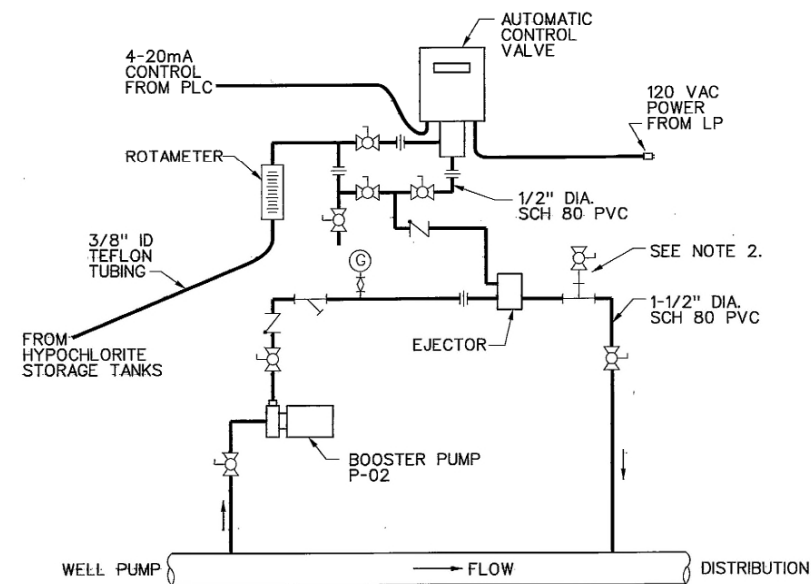 AUTOMATIC
CONTROL
VALVE
4-20mA
CONTROL
FROM PLC
120 VAC
POWER
FROM LP
ROTAMETER
1/2" DIA.
SCH 80 PVC
3/8" ID
TEFLON
TUBING
G
SEE NOTE 2.
1-1/2" DIA.
SCH 80 PVC
FROM
HYPOCHLORITE
STORAGE TANKS
EJECTOR
BOOSTER PUMP
P-02
WELL PUMP
FLOW
DISTRIBUTION